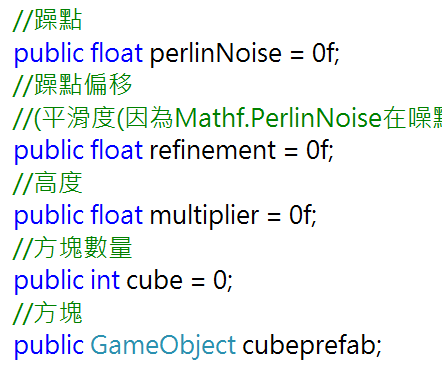 //躁點
public float perlinNoise = 0f;
//躁點偏移
//(平滑度(因為Mathf.PerlinNoise在噪點
public float refinement = 0f;
//高度
public float multiplier = 0f;
//方塊數量
public int cube = 0;
//方塊
public GameObject cubeprefab;